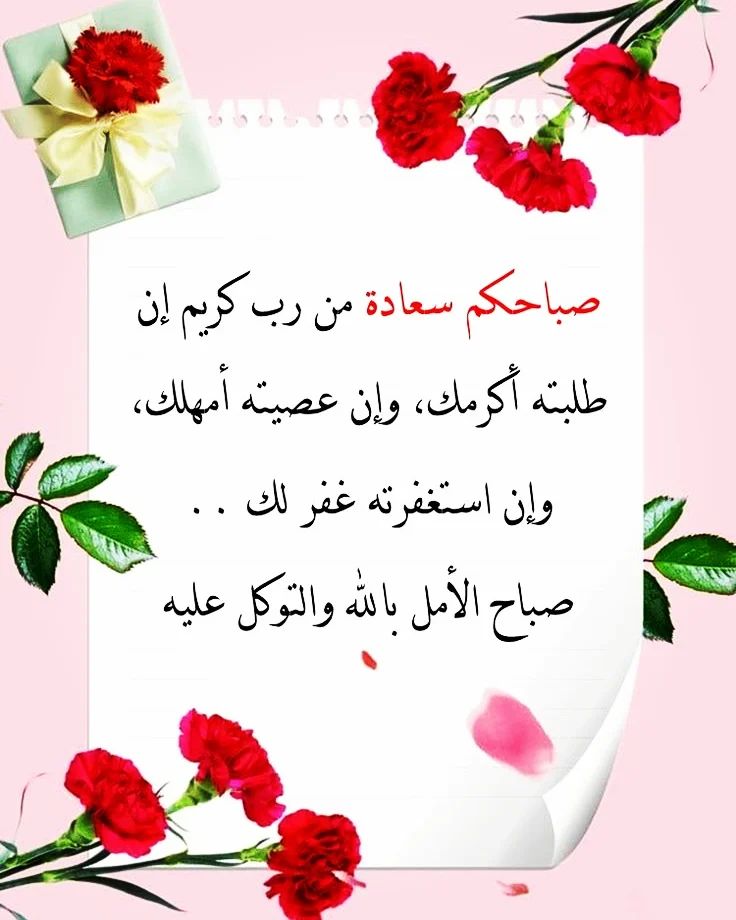 صباحكم سعادة من رب كريم إن
طلبته أكرمك، وإن عصيته أمهلك،
وإن استغفرته غفر لك . .
صباح الأمل بالله والتوكل عليه